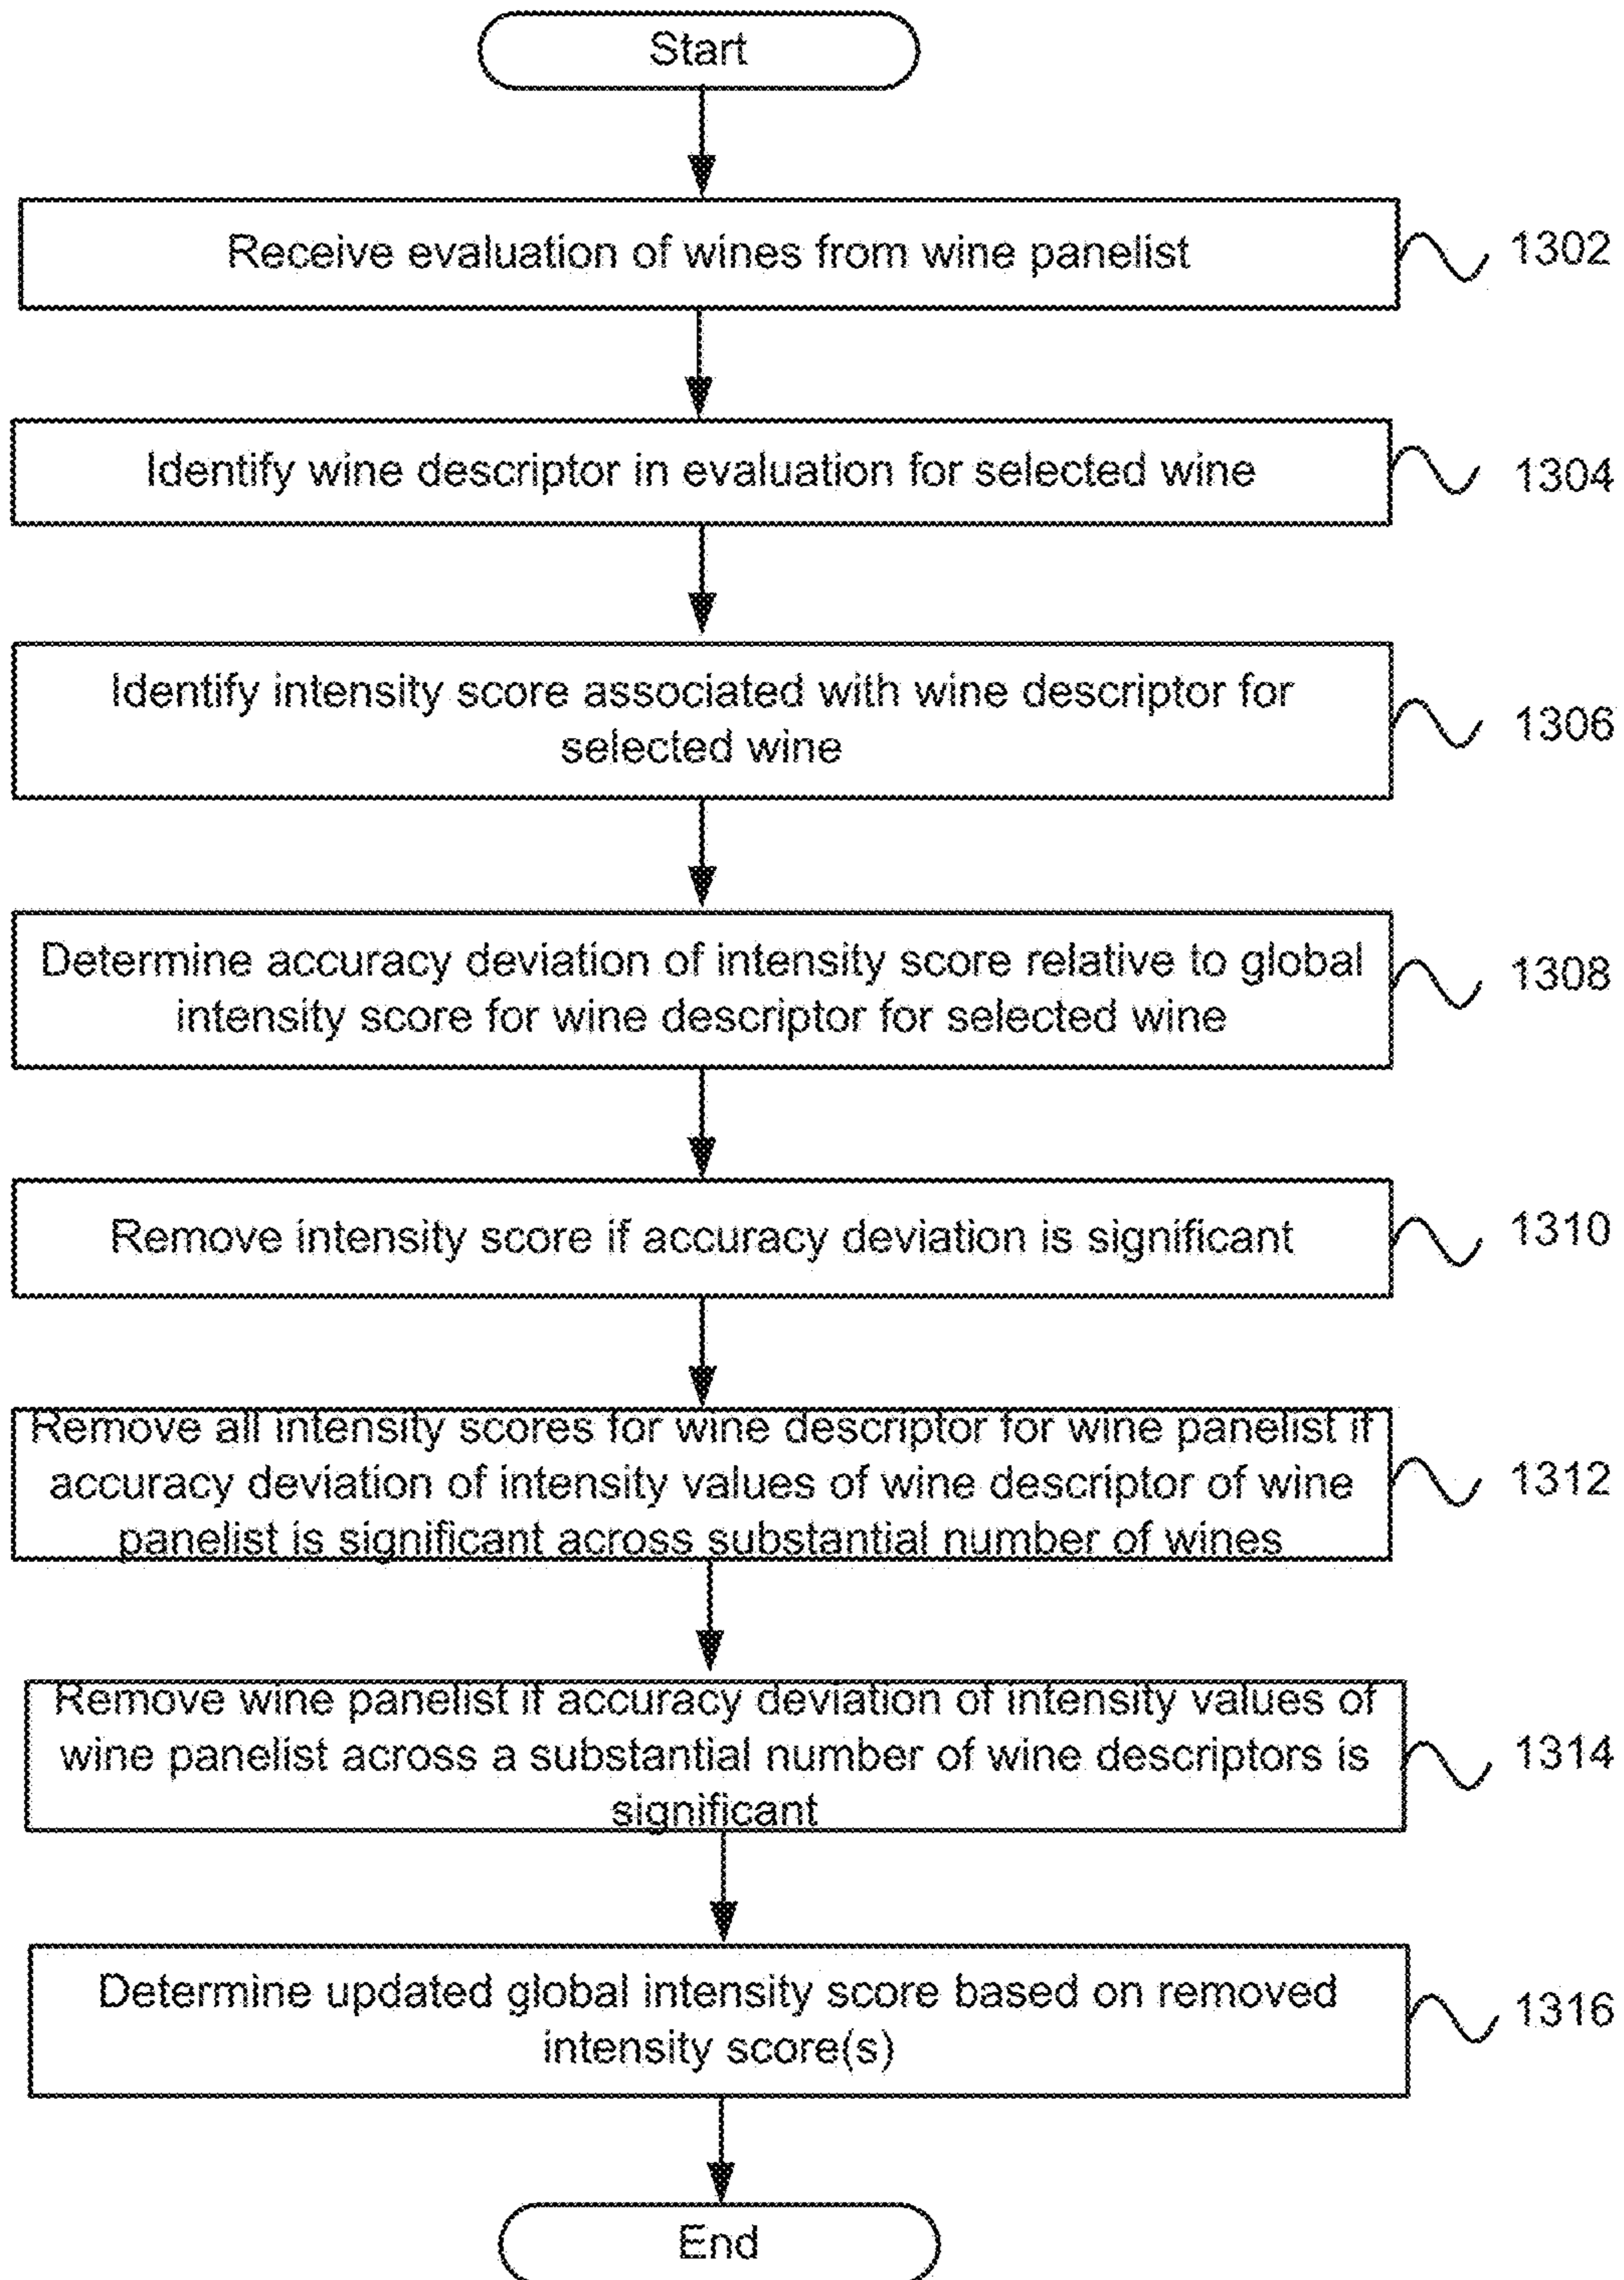 Start
Receive evaluation of wines from wine panelist
1302
Identify wine descriptor in evaluation for selected wine
1304
Identify intensity score associated with wine descriptor for
selected wine
1306
Determine accuracy deviation of intensity score relative to global
intensity score for wine descriptor for selected wine
1308
Remove intensity score if accuracy deviation is significant
1310
Remove all intensity scores for wine descriptor for wine panelist if
accuracy deviation of intensity values of wine descriptor of wine
panelist is significant across substantial number of wines
1312
Remove wine panelist if accuracy deviation of intensity values of
wine panelist across a substantial number of wine descriptors is
significant
1314
Determine updated global intensity score based on removed
intensity score(s)
1316
End